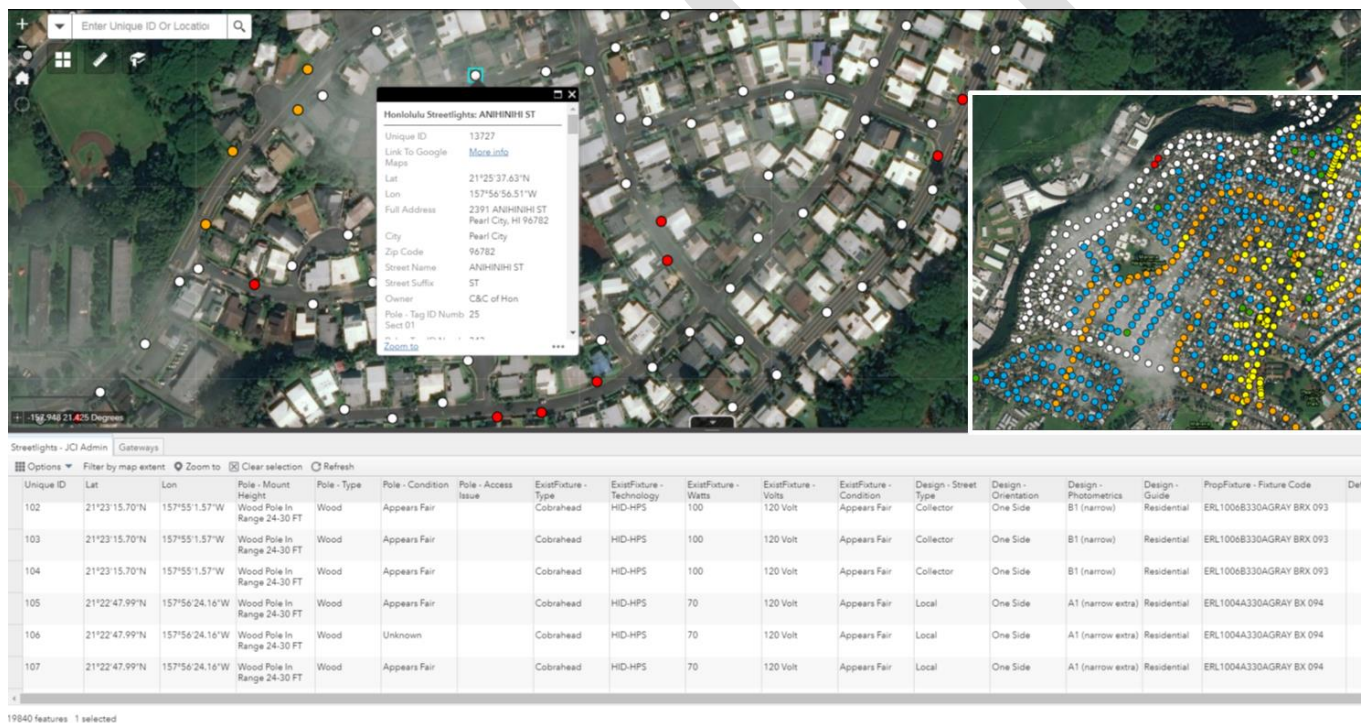 Enter Unique ID Or Locatior
Honlolulu Streetlights: ANIHINIHI ST
Unique ID 13727
Link To Google Maps More info
Lat 21°25'37.63"N
Lon 157°56'56.51"W
Full Address 2391 ANIHINIHI ST
Pearl City, HI 96782
City Pearl City
Zip Code 96782
Street Name ANIHINIHI ST
Street Suffix ST
Owner C&C of Hon
Pole - Tag ID Numb Sect 01 25
Zoom to
-157.948 21.425 Degrees
Streetlights - JCI Admin Gateways
Options Filter by map extent Zoom to Clear selection Refresh
Unique ID Lat Lon Pole - Mount Height Pole - Type Pole - Condition Pole - Access Issue ExistFixture - Type ExistFixture - Technology ExistFixture - Watts ExistFixture - Volts ExistFixture - Condition Design - Street Type Design - Orientation Design - Photometrics Design - Guide PropFixture - Fixture Code
102 21°23'15.70"N 157°55'1.57"W Wood Pole In Range 24-30 FT Wood Appears Fair Cobrahead HID-HPS 100 120 Volt Appears Fair Collector One Side B1 (narrow) Residential ERL1006B330AGRAY BRX 093
103 21°23'15.70"N 157°55'1.57"W Wood Pole In Range 24-30 FT Wood Appears Fair Cobrahead HID-HPS 100 120 Volt Appears Fair Collector One Side B1 (narrow) Residential ERL1006B330AGRAY BRX 093
104 21°23'15.70"N 157°55'1.57"W Wood Pole In Range 24-30 FT Wood Appears Fair Cobrahead HID-HPS 100 120 Volt Appears Fair Collector One Side B1 (narrow) Residential ERL1006B330AGRAY BRX 093
105 21°22'47.99"N 157°56'24.16"W Wood Pole In Range 24-30 FT Wood Appears Fair Cobrahead HID-HPS 70 120 Volt Appears Fair Local One Side A1 (narrow extra) Residential ERL1004A330AGRAY BX 094
106 21°22'47.99"N 157°56'24.16"W Wood Pole In Range 24-30 FT Wood Unknown Cobrahead HID-HPS 70 120 Volt Appears Fair Local One Side A1 (narrow extra) Residential ERL1004A330AGRAY BX 094
107 21°22'47.99"N 157°56'24.16"W Wood Pole In Range 24-30 FT Wood Appears Fair Cobrahead HID-HPS 70 120 Volt Appears Fair Local One Side A1 (narrow extra) Residential ERL1004A330AGRAY BX 094
19840 features 1 selected